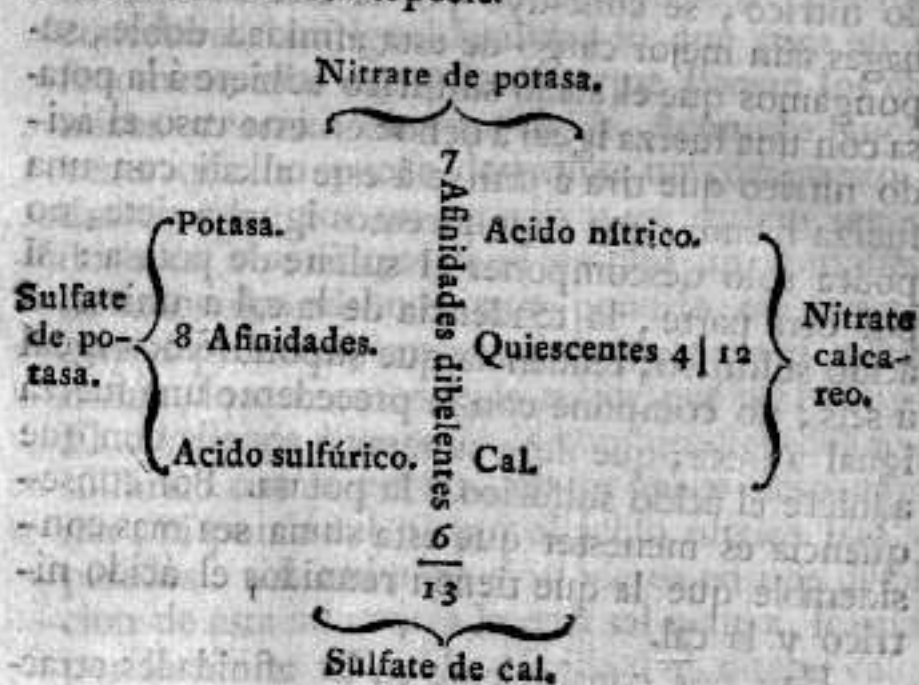 Nitrate de potasa.
7
Afinidades dibelentes
Potasa.
Acido nítrico.
Sulfate
de po-
tasa.
8 Afinidades.
Quiescentes 4 | 12
Nitrate
calca-
reo.
Acido sulfúrico.
Cal.
6
13
Sulfate de cal.